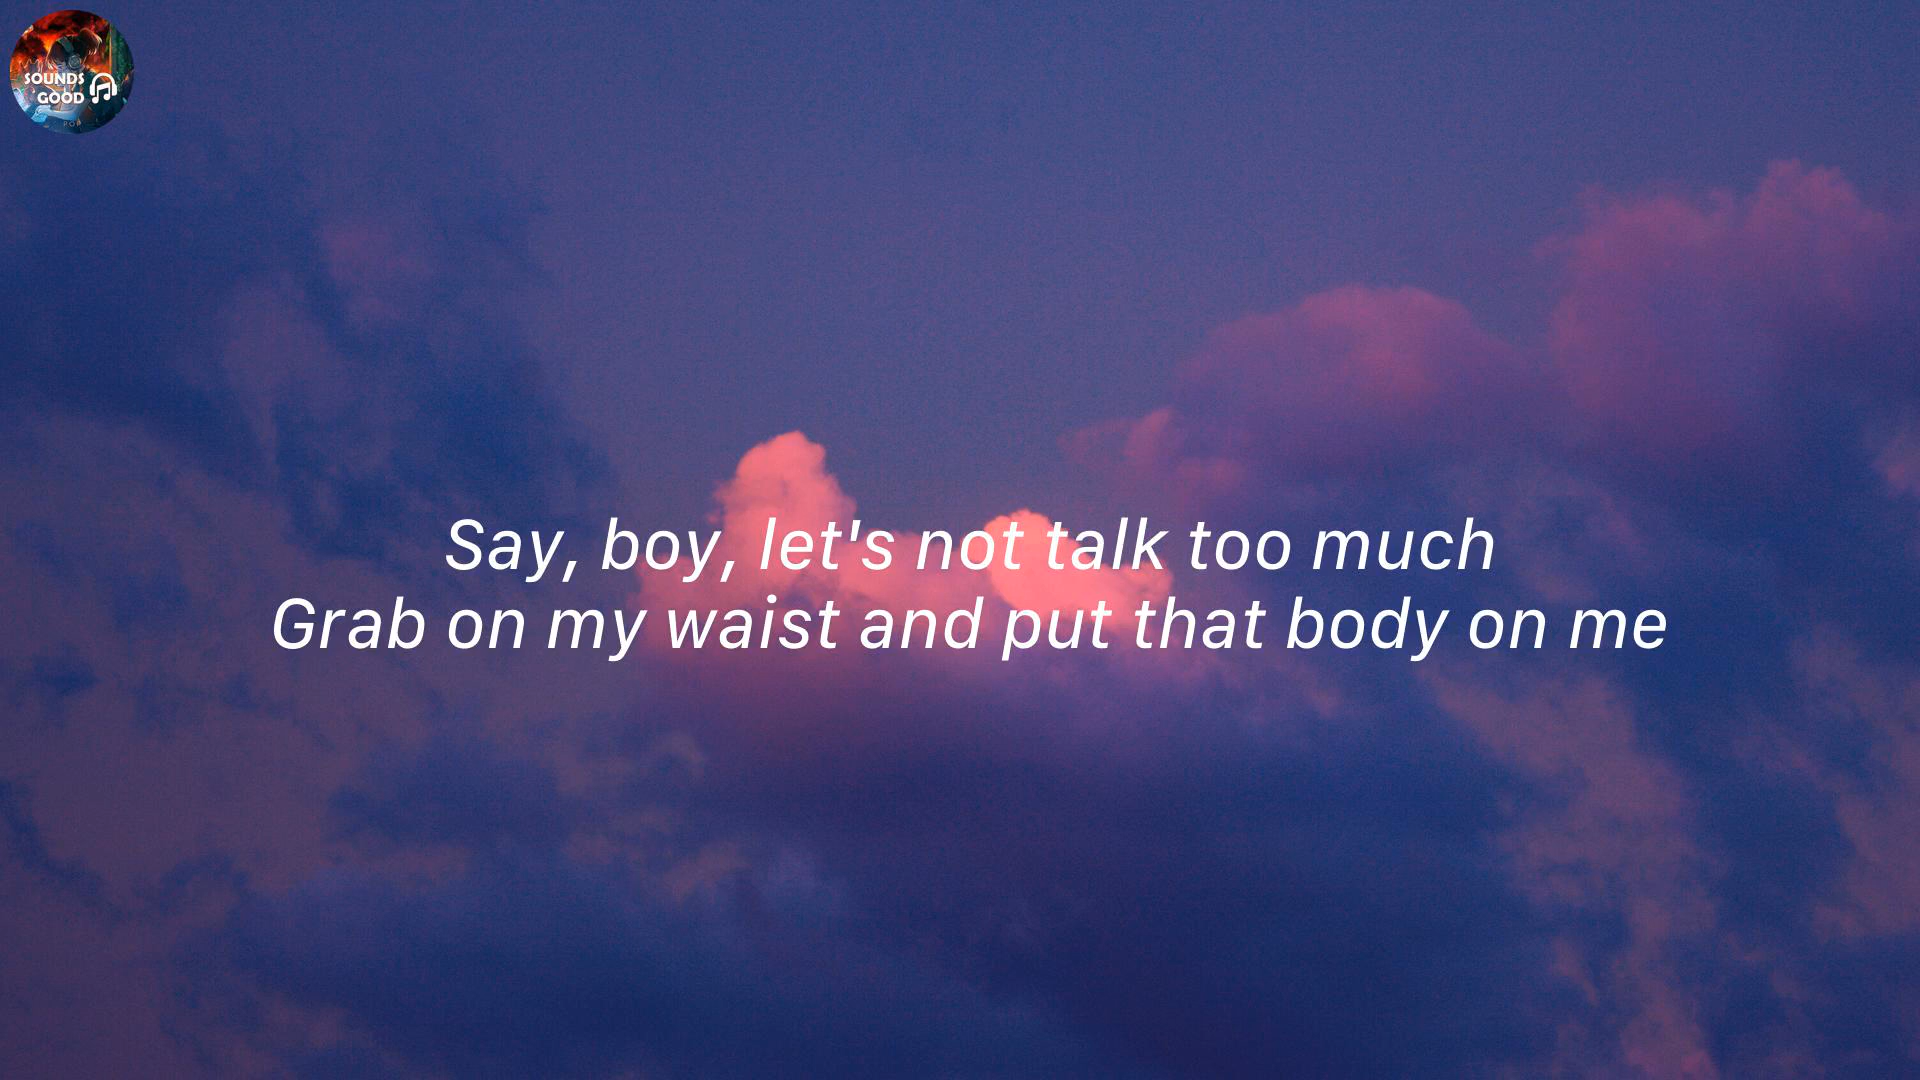 SOUNDS
GOOD
POP
Say, boy, let's not talk too much
Grab on my waist and put that body on me